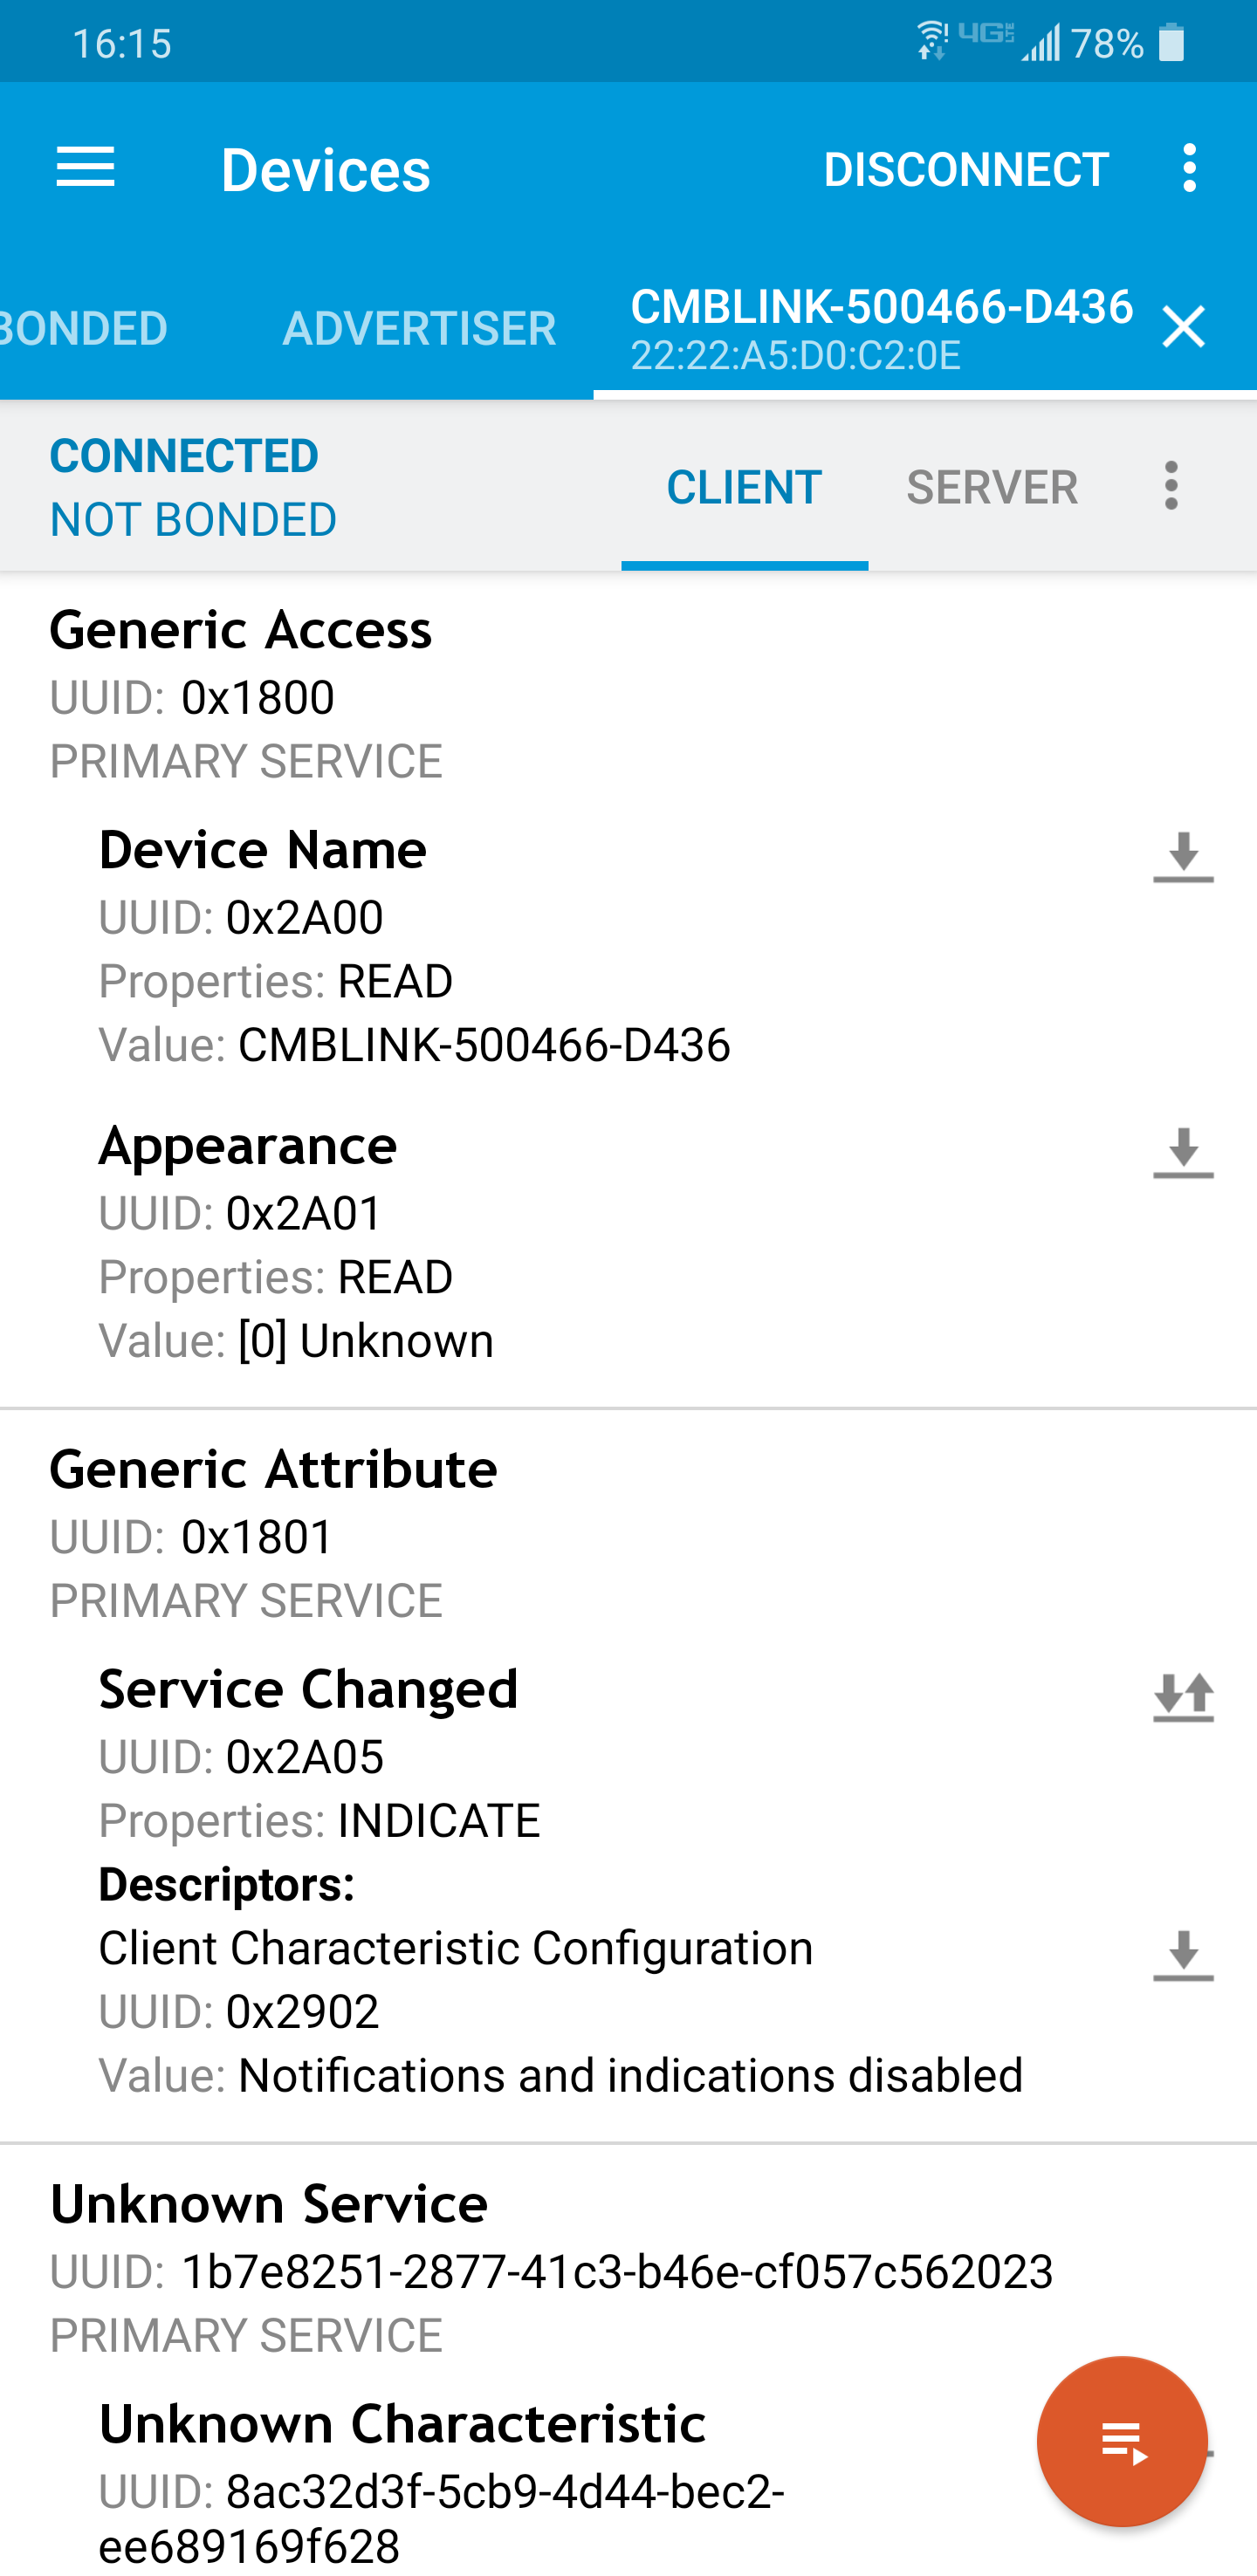 16:15
4G LTE 78%
Devices
DISCONNECT
BONDED
ADVERTISER
CMBLINK-500466-D436
22:22:A5:D0:C2:0E
CONNECTED
NOT BONDED
CLIENT
SERVER
Generic Access
UUID: 0x1800
PRIMARY SERVICE
Device Name
UUID: 0x2A00
Properties: READ
Value: CMBLINK-500466-D436
Appearance
UUID: 0x2A01
Properties: READ
Value: [0] Unknown
Generic Attribute
UUID: 0x1801
PRIMARY SERVICE
Service Changed
UUID: 0x2A05
Properties: INDICATE
Descriptors:
Client Characteristic Configuration
UUID: 0x2902
Value: Notifications and indications disabled
Unknown Service
UUID: 1b7e8251-2877-41c3-b46e-cf057c562023
PRIMARY SERVICE
Unknown Characteristic
UUID: 8ac32d3f-5cb9-4d44-bec2-
ee689169f628